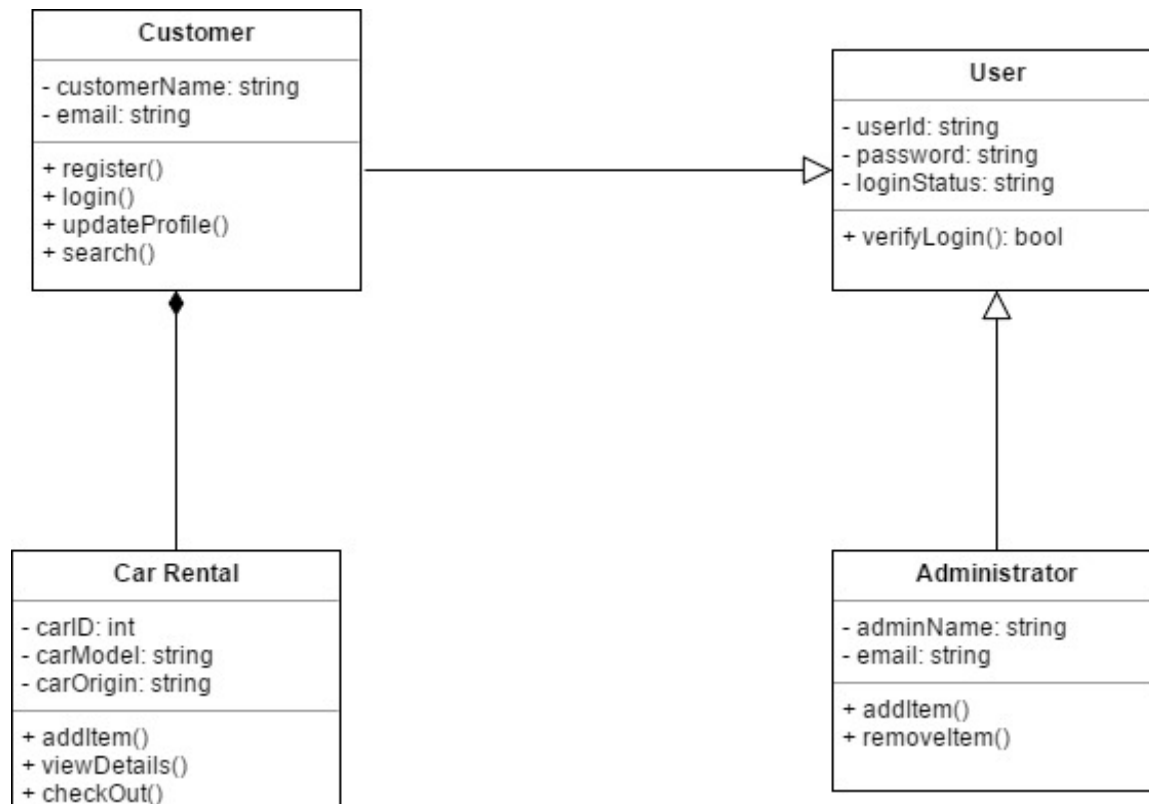 Customer
- customerName: string
- email: string
+ register()
+ login()
+ updateProfile()
+ search()
User
- userId: string
- password: string
- loginStatus: string
+ verifyLogin(): bool
Car Rental
- carID: int
- carModel: string
- carOrigin: string
+ addItem()
+ viewDetails()
+ checkOut()
Administrator
- adminName: string
- email: string
+ addItem()
+ removeItem()